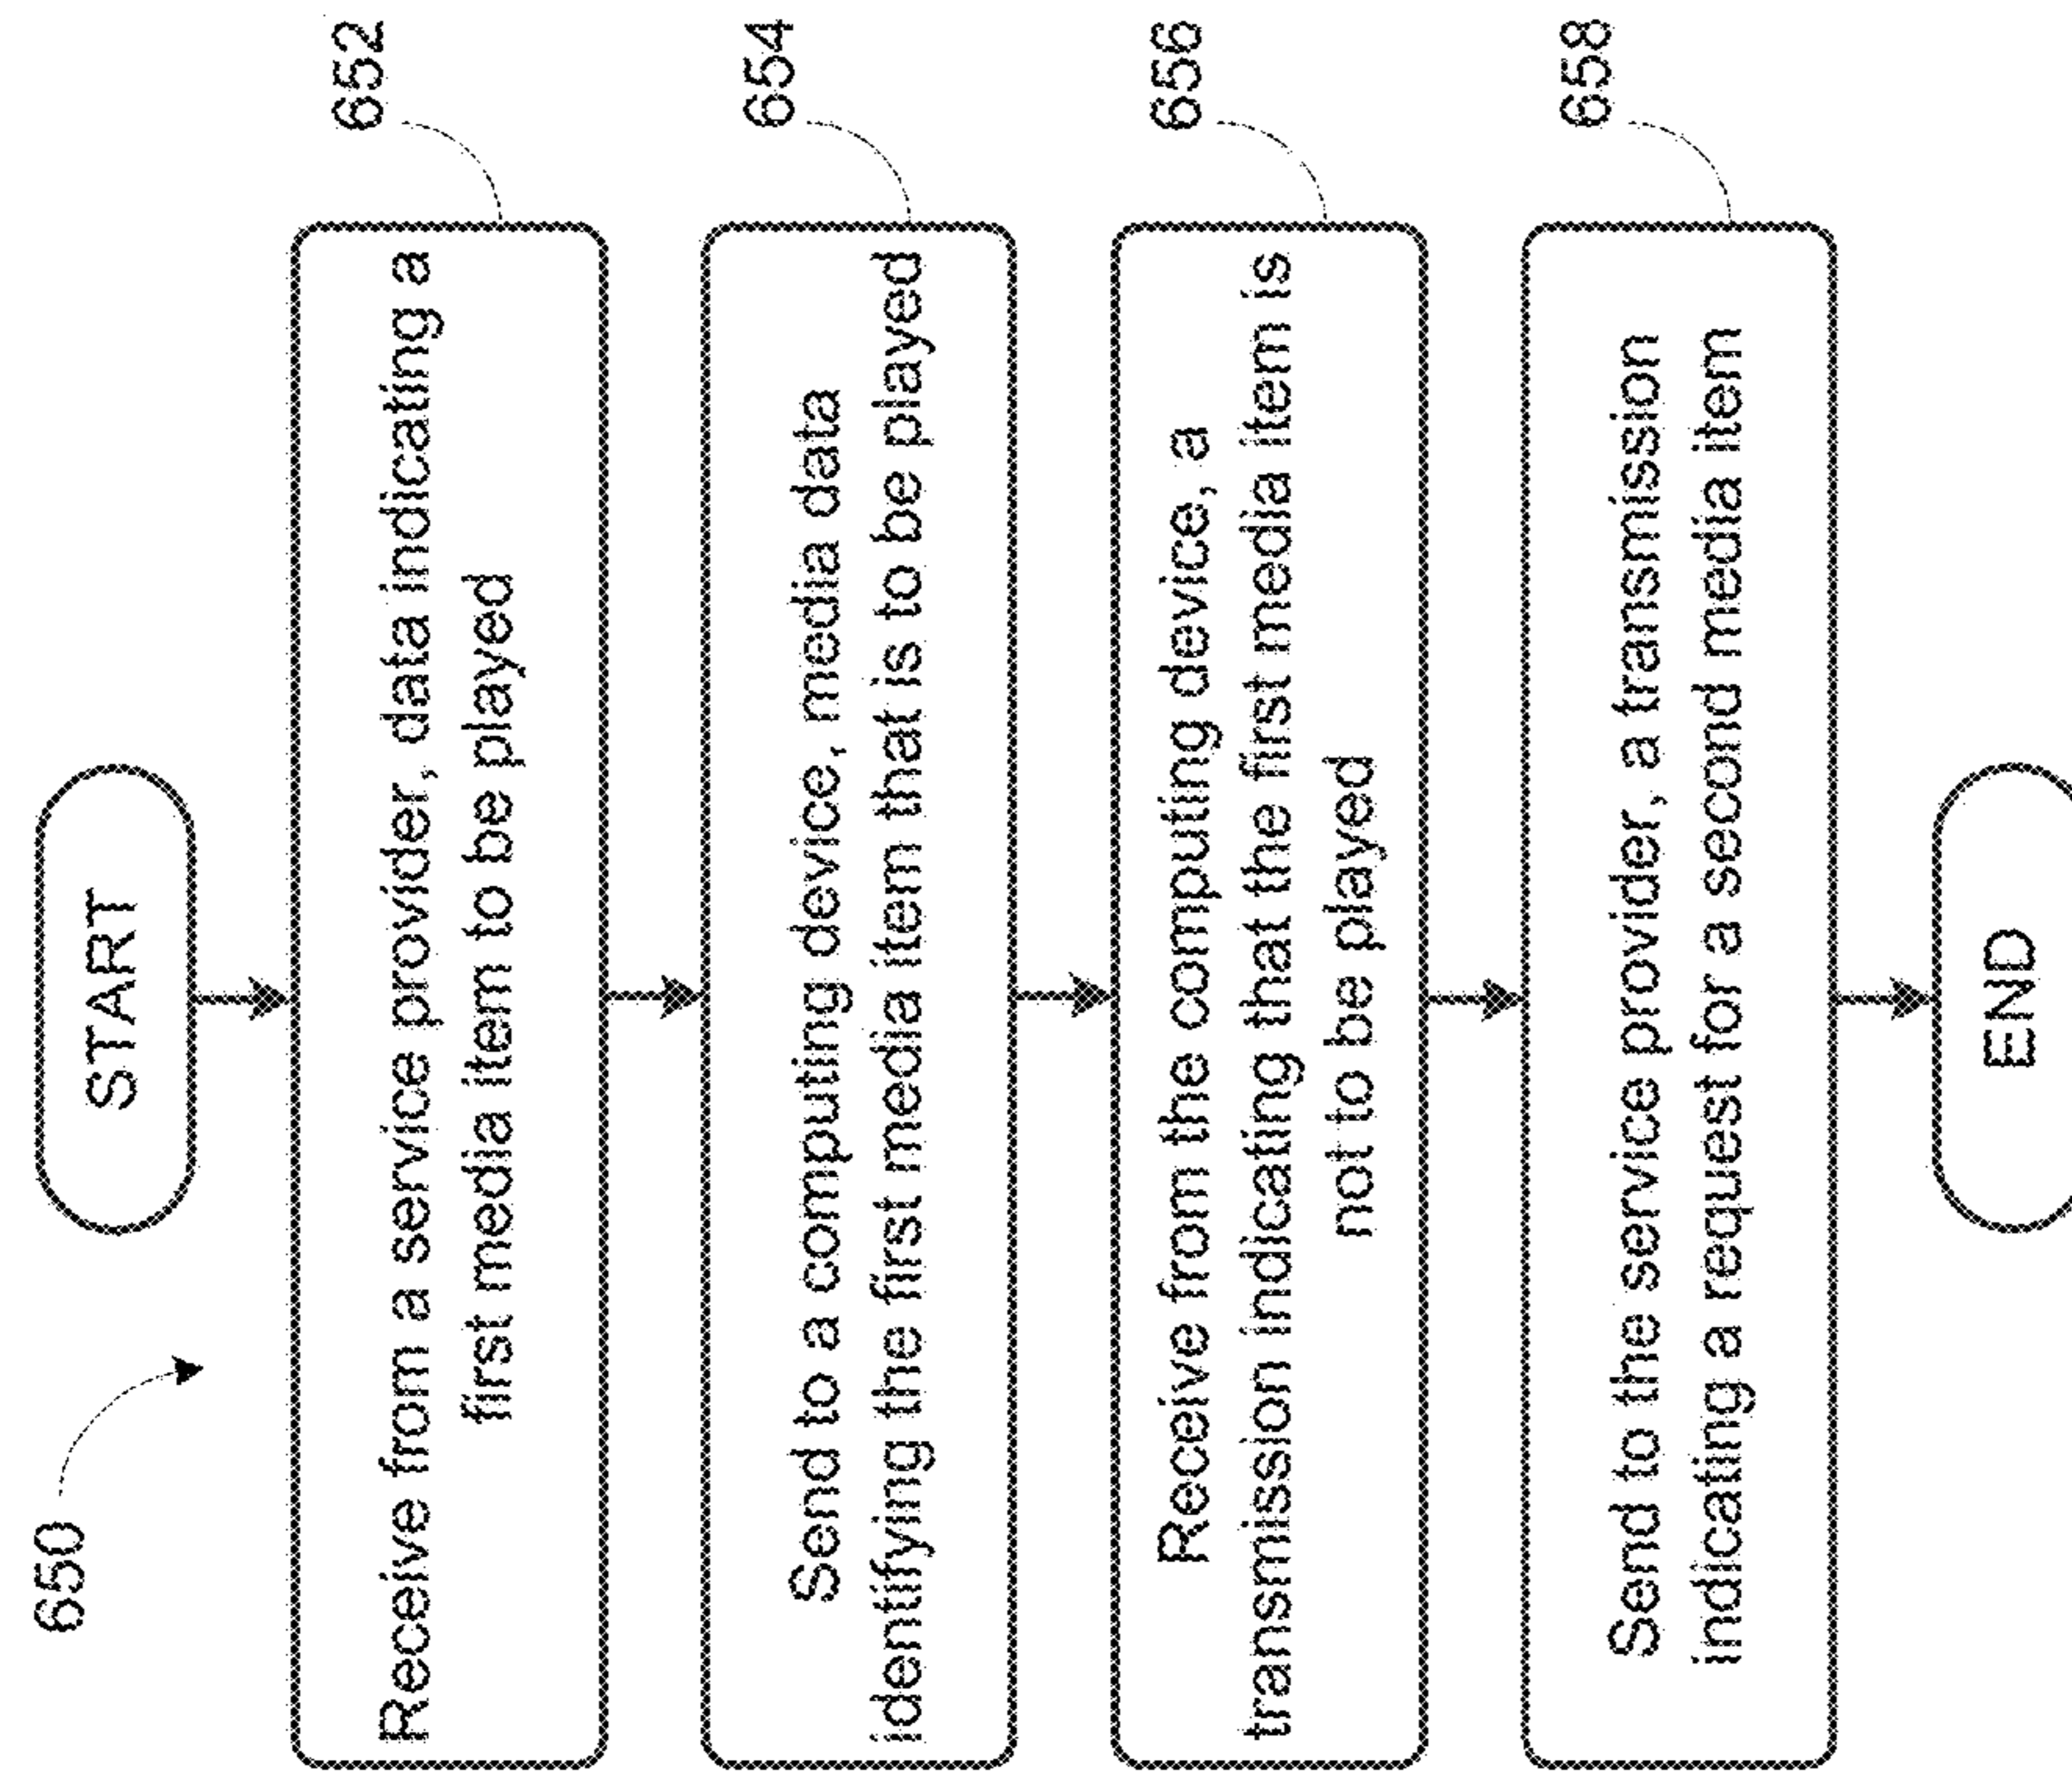 650
START
Receive from a service provider, data indicating a
first media item to be played
652
Send to a computing device, media data
identifying the first media item that is to be played
654
Receive from the computing device, a
transmission indicating that the first media item is
not to be played
656
Send to the service provider, a transmission
indicating a request for a second media item
658
END